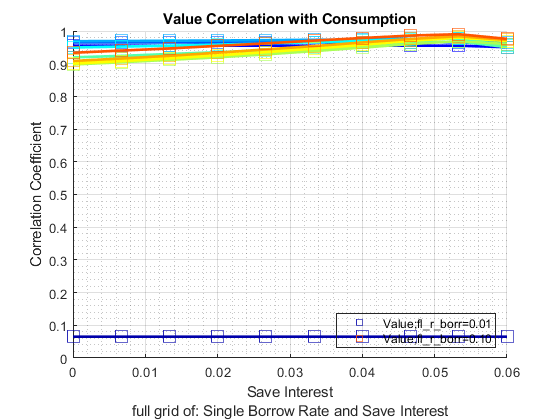 Value Correlation with Consumption
1
0.9
0.8
0.7
0.6
0.5
0.4
0.3
0.2
0.1
0
Correlation Coefficient
Value;fl_r_borr=0.01
Value;fl_r_borr=0.10
0 0.01 0.02 0.03 0.04 0.05 0.06
Save Interest
full grid of: Single Borrow Rate and Save Interest